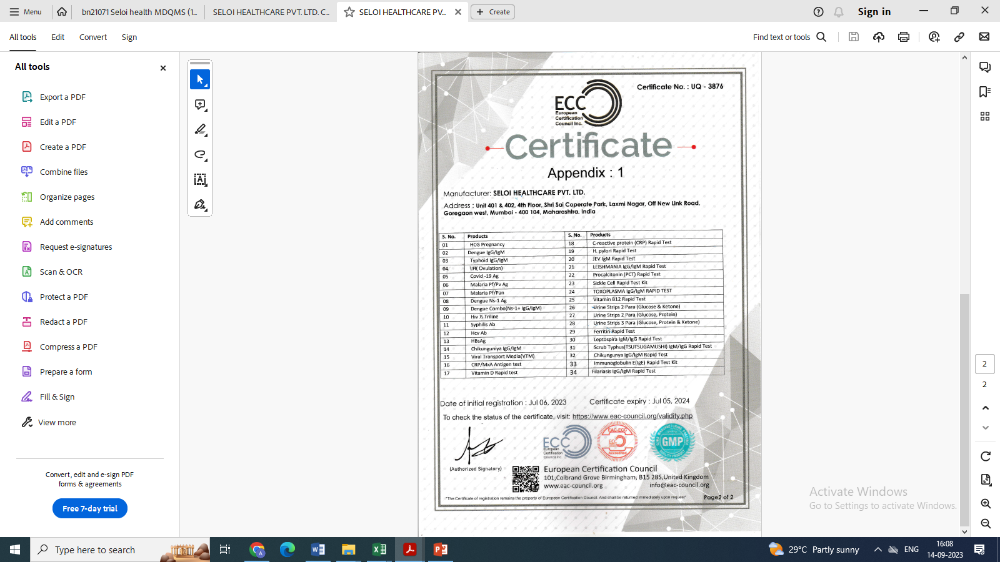 Menu
bn21071 Seloi health MDQMS (1...
SELOI HEALTHCARE PVT. LTD. C...
SELOI HEALTHCARE PV...
Create
Sign in
All tools
Edit
Convert
Sign
Find text or tools
All tools
Export a PDF
Edit a PDF
Create a PDF
Combine files
Organize pages
Add comments
Request e-signatures
Scan & OCR
Protect a PDF
Redact a PDF
Compress a PDF
Prepare a form
Fill & Sign
View more
Convert, edit and e-sign PDF
forms & agreements
Free 7-day trial
Certificate No. : UQ - 3876
ECC
European
Certification
Council Inc.
Certificate
Appendix : 1
Manufacturer: SELOI HEALTHCARE PVT. LTD.
Address : Unit 401 & 402, 4th Floor, Shri Sai Coperate Park, Laxmi Nagar, Off New Link Road,
Goregaon west, Mumbai - 400 104, Maharashtra, India
S. No. Products S. No. Products
01 HCG Pregnancy 18 C-reactive protein (CRP) Rapid Test
02 Dengue IgG/IgM 19 H. pylori Rapid Test
03 Typhoid IgG/IgM 20 JEV IgM Rapid Test
04 LH( Ovulation) 21 LEISHMANIA IgG/IgM Rapid Test
05 Covid -19 Ag 22 Procalcitonin (PCT) Rapid Test
06 Malaria Pf/Pv Ag 23 Sickle Cell Rapid Test Kit
07 Malaria Pf/Pan 24 TOXOPLASMA IgG/IgM RAPID TEST
08 Dengue Ns-1 Ag 25 Vitamin B12 Rapid Test
09 Dengue Combo(Ns-1+ IgG/IgM) 26 Urine Strips 2 Para (Glucose & Ketone)
10 Hiv ½ Triline 27 Urine Strips 2 Para (Glucose, Protein)
11 Syphilis Ab 28 Urine Strips 3 Para (Glucose, Protein & Ketone)
12 Hcv Ab 29 Ferritin Rapid Test
13 HBsAg 30 Leptospira IgM/IgG Rapid Test
14 Chikunguniya IgG/IgM 31 Scrub Typhus(TSUTSUGAMUSHI) IgM/IgG Rapid Test
15 Viral Transport Media(VTM) 32 Chikungunya IgG/IgM Rapid Test
16 CRP/MxA Antigen test 33 Immunoglobulin E(IgE) Rapid Test Kit
17 Vitamin D Rapid test 34 Filariasis IgG/IgM Rapid Test
Date of initial registration : Jul 06, 2023 Certificate expiry : Jul 05, 2024
To check the status of the certificate, visit: https://www.eac-council.org/validity.php
ECC
European
Certification
Council Inc
EAC-ECC
ECC
Accredited
GMP
(Authorized Signatory)
European Certification Council
101,Colbrand Grove Birmingham, B15 2BS,United Kingdom
www.eac-council.org info@eac-council.org
"The Certificate of registration remains the property of European Certification Council. And shall be returned immediately upon request"
Page2 of 2
2
2
Activate Windows
Go to Settings to activate Windows.
Type here to search
29°C Partly sunny
ENG
16:08
14-09-2023